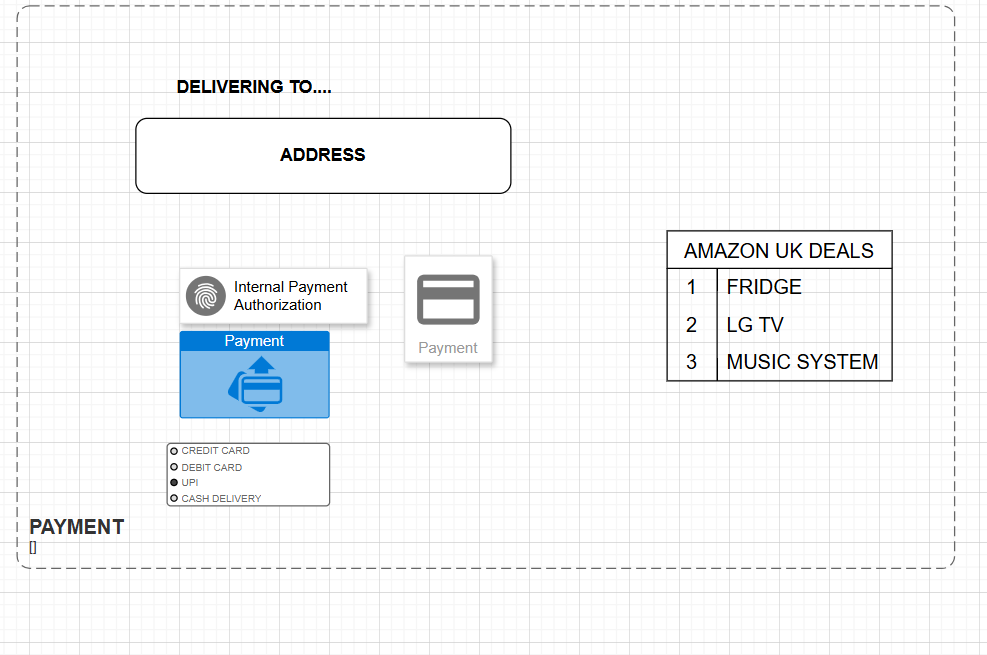 DELIVERING TO....
ADDRESS
Internal Payment
Authorization
Payment
Payment
CREDIT CARD
DEBIT CARD
UPI
CASH DELIVERY
AMAZON UK DEALS
1 FRIDGE
2 LG TV
3 MUSIC SYSTEM
PAYMENT
[]